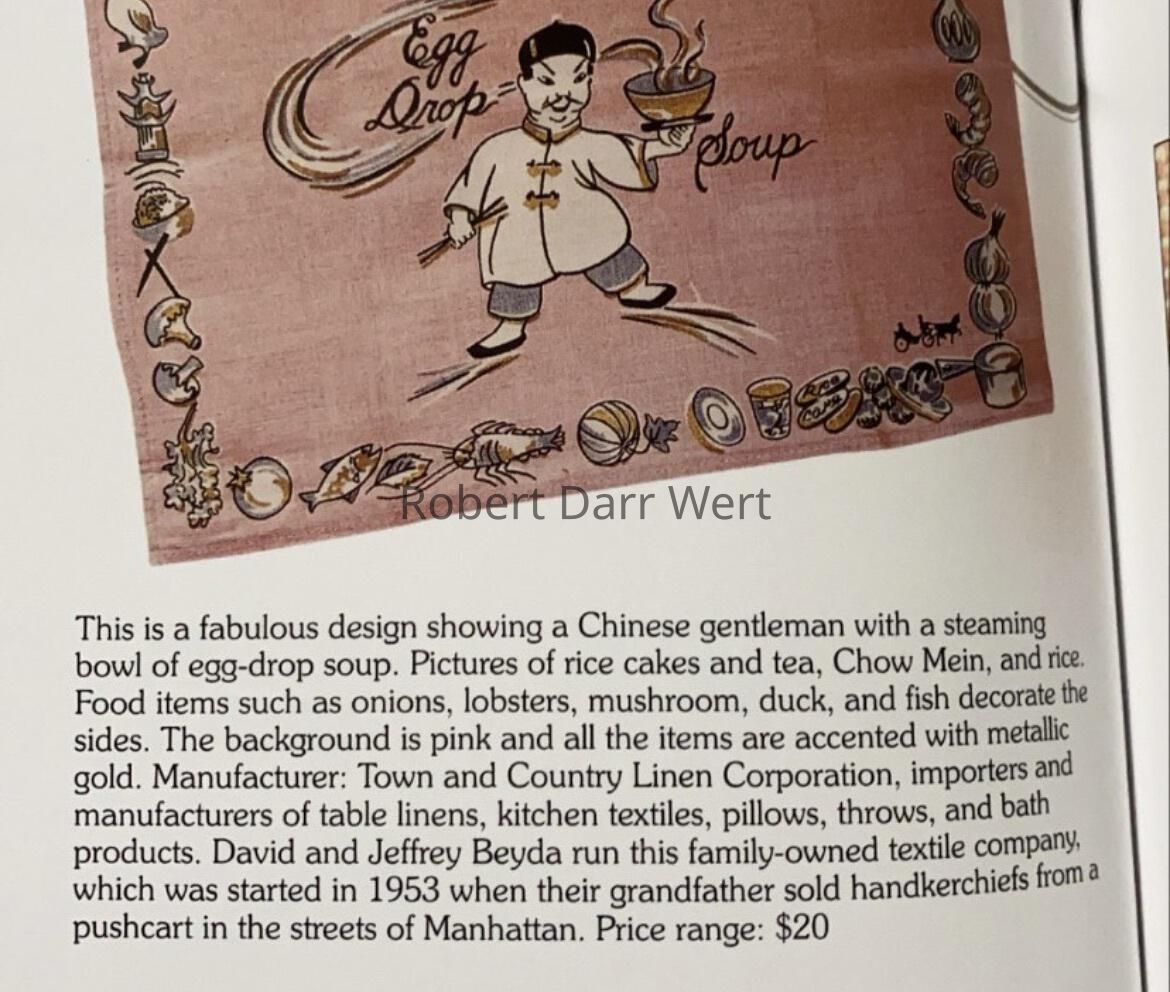 Egg
Drop
Soup
Rice
Cake
Robert Darr Wert
This is a fabulous design showing a Chinese gentleman with a steaming
bowl of egg-drop soup. Pictures of rice cakes and tea, Chow Mein, and rice.
Food items such as onions, lobsters, mushroom, duck, and fish decorate the
sides. The background is pink and all the items are accented with metallic
gold. Manufacturer: Town and Country Linen Corporation, importers and
manufacturers of table linens, kitchen textiles, pillows, throws, and bath
products. David and Jeffrey Beyda run this family-owned textile company,
which was started in 1953 when their grandfather sold handkerchiefs from a
pushcart in the streets of Manhattan. Price range: $20